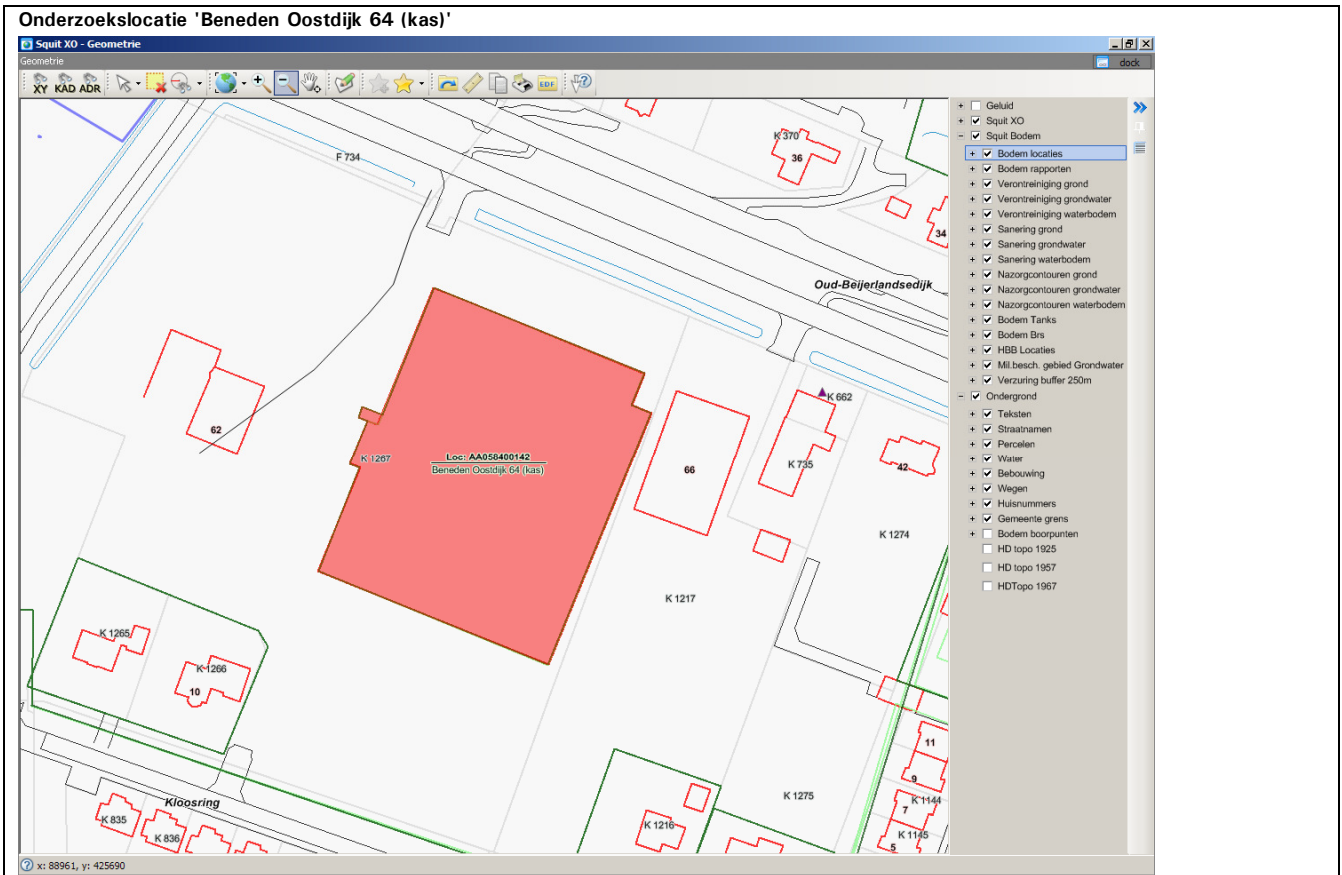 Onderzoekslocatie 'Beneden Oostdijk 64 (kas)'
Squit XO - Geometrie
Geometrie
dock
XY KAD ADR
EDF
Geluid
Squit XO
Squit Bodem
Bodem locaties
Bodem rapporten
Verontreiniging grond
Verontreiniging grondwater
Verontreiniging waterbodem
Sanering grond
Sanering grondwater
Sanering waterbodem
Nazorgcontouren grond
Nazorgcontouren grondwater
Nazorgcontouren waterbodem
Bodem Tanks
Bodem Brs
HBB Locaties
Mil.besch. gebied Grondwater
Verzuring buffer 250m
Ondergrond
Teksten
Straatnamen
Percelen
Water
Bebouwing
Wegen
Huisnummers
Gemeente grens
Bodem boorpunten
HD topo 1925
HD topo 1957
HDTopo 1967
K 370
36
F 734
34
Oud-Beijerlandsedijk
K 662
62
K 1267
Loc: AA058400142
Beneden Oostdijk 64 (kas)
66
K 735
42
K 1274
K 1217
K 1265
K 1266
10
11
9
Kloosring
K 1275
7
K 1144
K 835
K 836
K 1216
K 1145
5
x: 88961, y: 425690